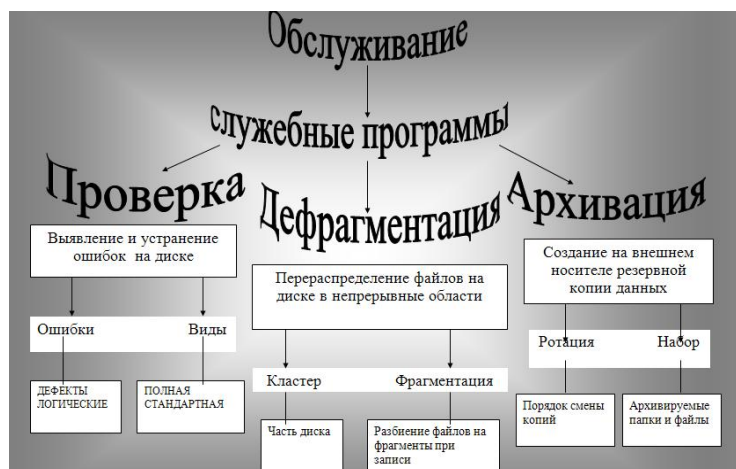 Обслуживание
служебные программы
Проверка
Дефрагментация
Архивация
Выявление и устранение
ошибок на диске
Ошибки
Виды
ДЕФЕКТЫ
ЛОГИЧЕСКИЕ
ПОЛНАЯ
СТАНДАРТНАЯ
Перераспределение файлов на
диске в непрерывные области
Кластер
Фрагментация
Часть диска
Разбиение файлов на
фрагменты при
записи
Создание на внешнем
носителе резервной
копии данных
Ротация
Набор
Порядок смены
копий
Архивируемые
папки и файлы